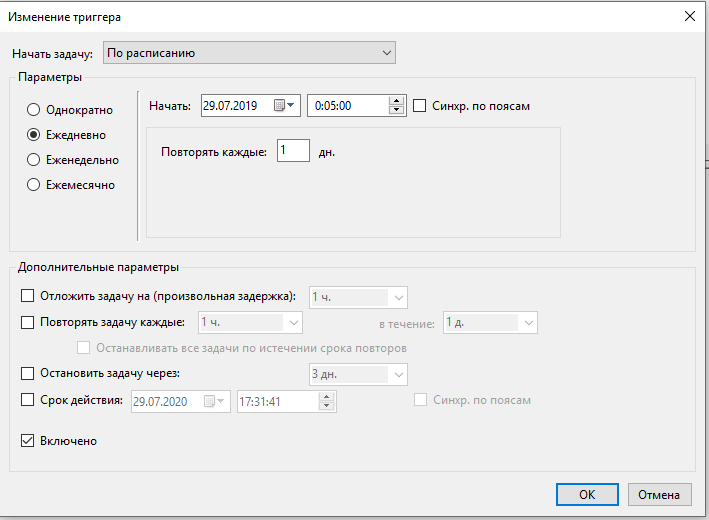 Изменение триггера
Начать задачу: По расписанию
Параметры
Однократно
Ежедневно
Еженедельно
Ежемесячно
Начать: 29.07.2019 0:05:00 Синхр. по поясам
Повторять каждые: 1 дн.
Дополнительные параметры
Отложить задачу на (произвольная задержка): 1 ч.
Повторять задачу каждые: 1 ч. в течение: 1 д.
Останавливать все задачи по истечении срока повторов
Остановить задачу через: 3 дн.
Срок действия: 29.07.2020 17:31:41 Синхр. по поясам
Включено
ОК Отмена